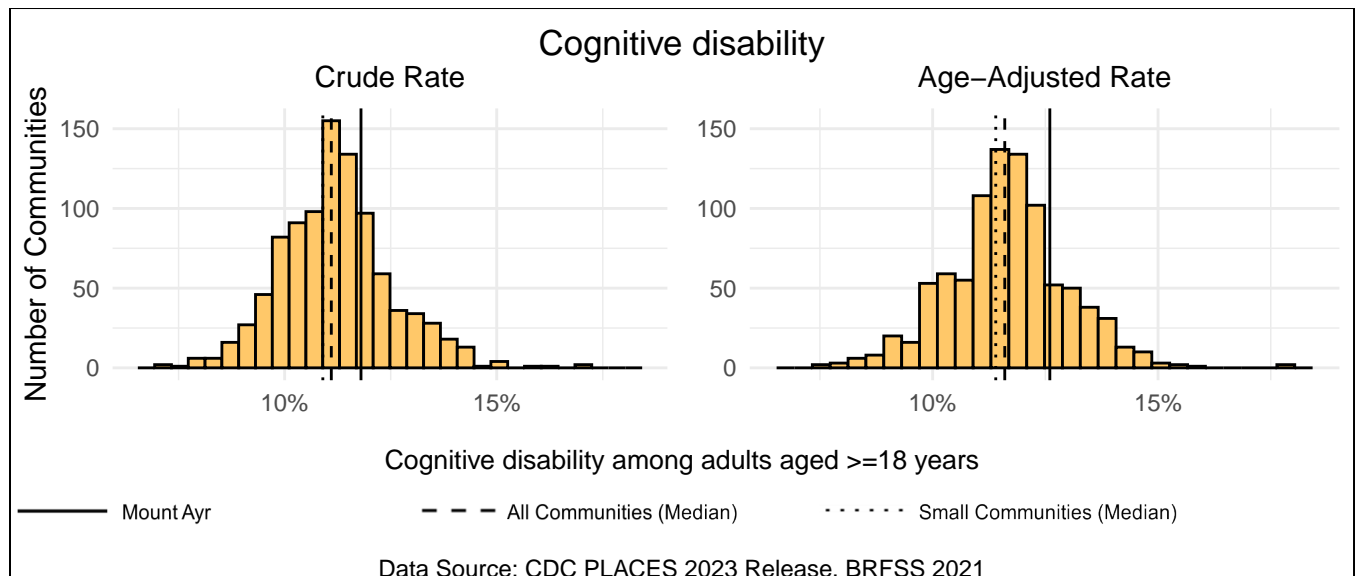 Cognitive disability
Crude Rate
Age−Adjusted Rate
Number of Communities
150
100
50
0
10%
15%
150
100
50
0
10%
15%
Cognitive disability among adults aged >=18 years
Mount Ayr
All Communities (Median)
Small Communities (Median)
Data Source: CDC PLACES 2023 Release, BRFSS 2021